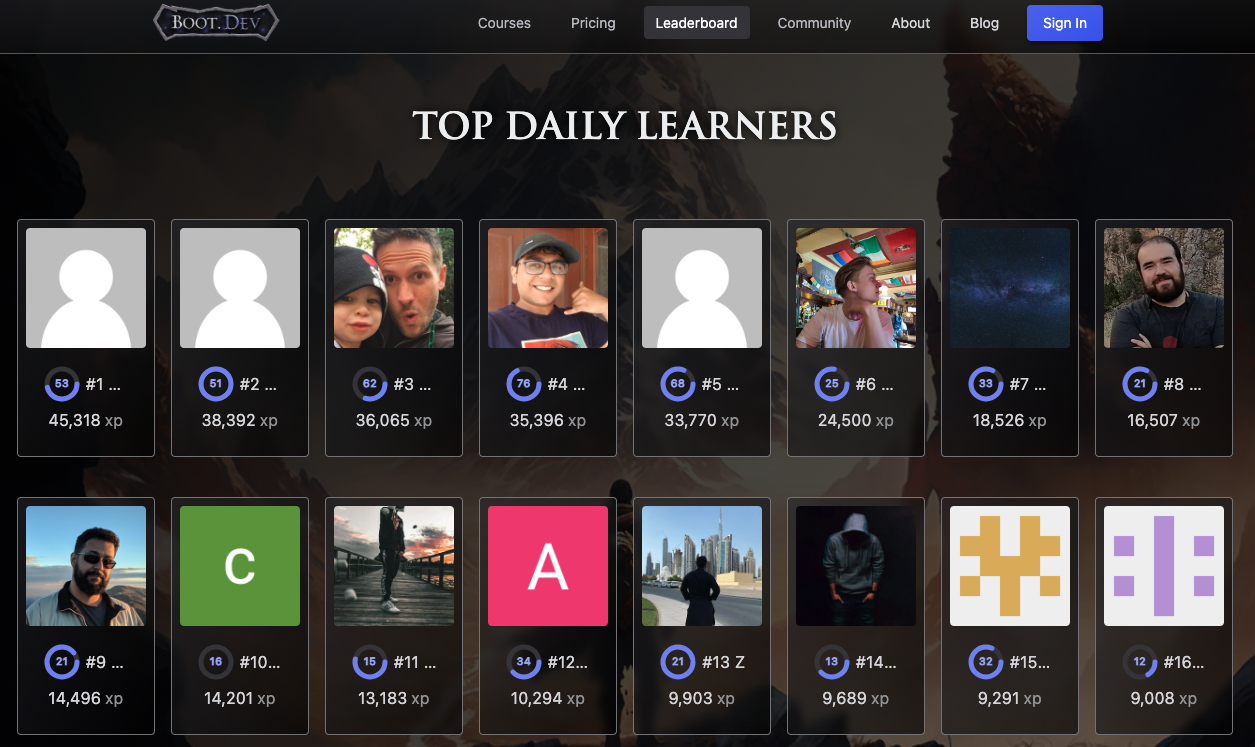 BOOT.DEV
Courses Pricing Leaderboard Community About Blog Sign In
TOP DAILY LEARNERS
53 #1 ... 51 #2 ... 62 #3 ... 76 #4 ... 68 #5 ... 25 #6 ... 33 #7 ... 21 #8 ...
45,318 xp 38,392 xp 36,065 xp 35,396 xp 33,770 xp 24,500 xp 18,526 xp 16,507 xp
C A
21 #9 ... 16 #10... 15 #11 ... 34 #12... 21 #13 Z 13 #14... 32 #15... 12 #16...
14,496 xp 14,201 xp 13,183 xp 10,294 xp 9,903 xp 9,689 xp 9,291 xp 9,008 xp